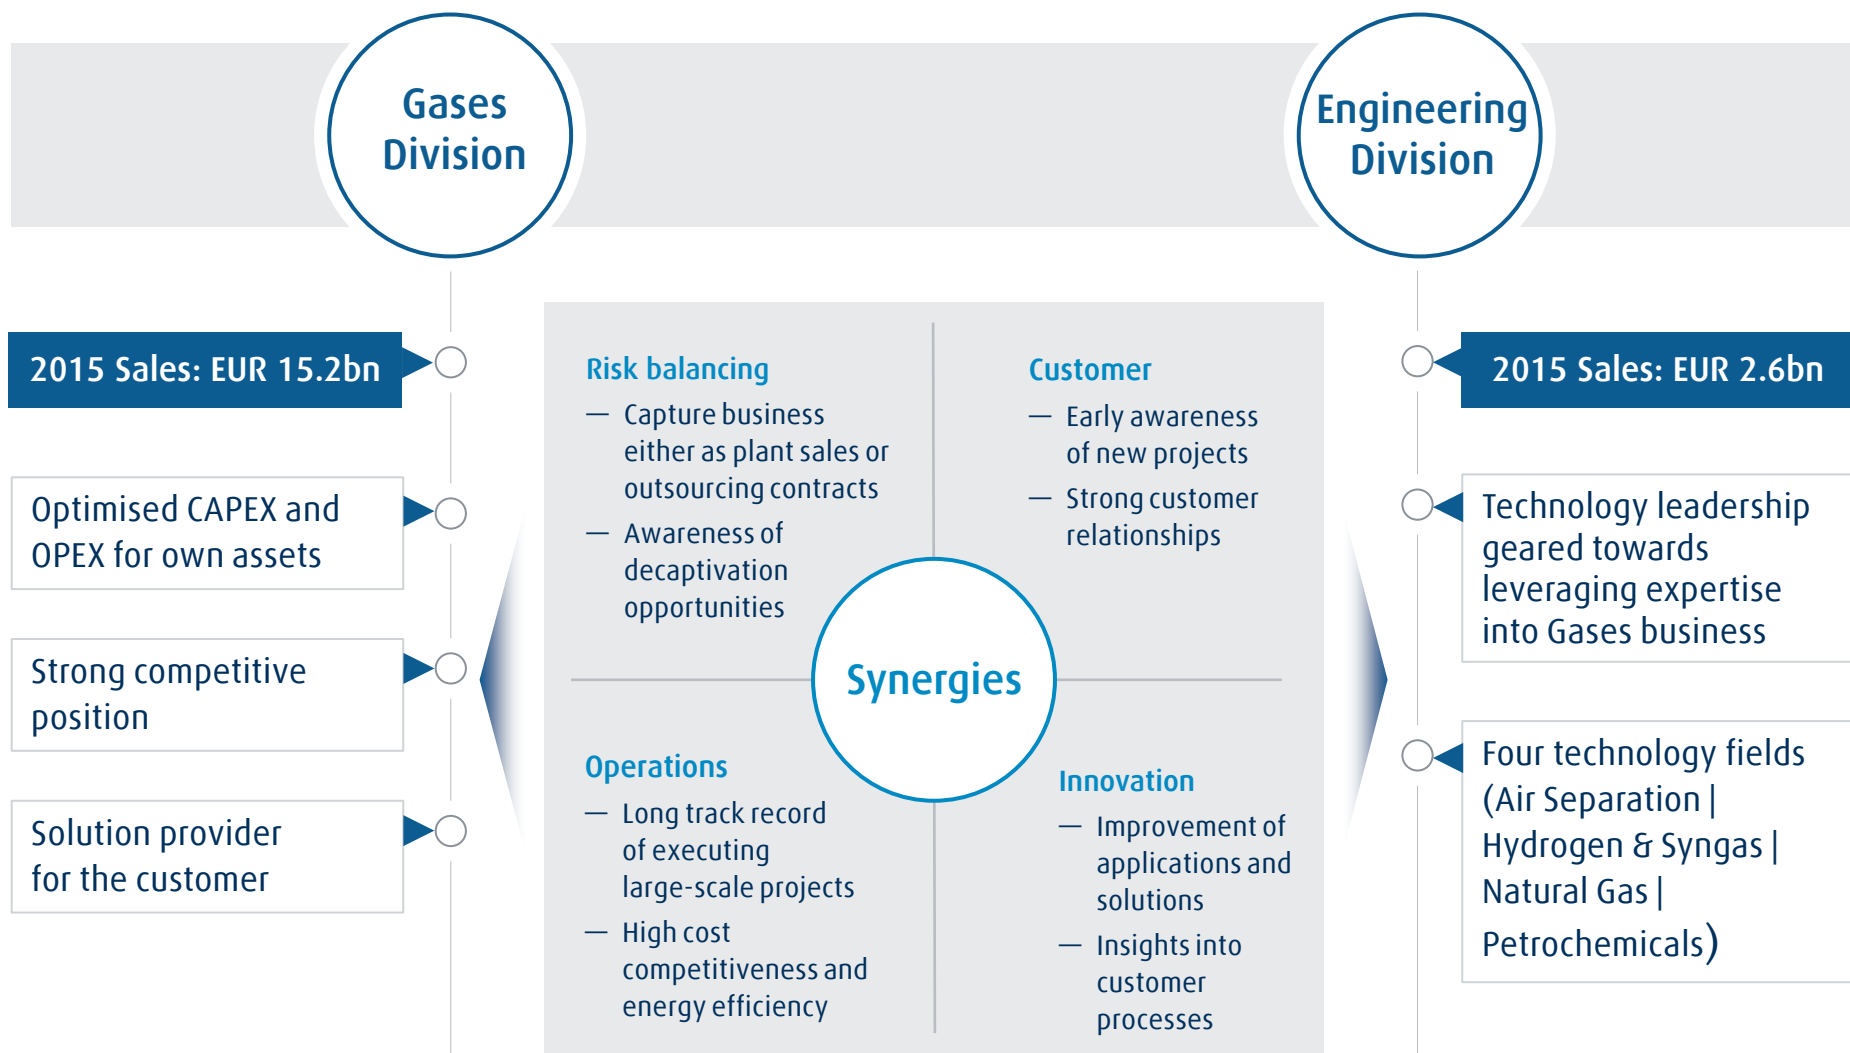 Gases
Division
Engineering
Division
2015 Sales: EUR 15.2bn
Optimised CAPEX and
OPEX for own assets
Strong competitive
position
Solution provider
for the customer
Risk balancing
— Capture business
either as plant sales or
outsourcing contracts
— Awareness of
decaptivation
opportunities
Customer
— Early awareness
of new projects
— Strong customer
relationships
Synergies
Operations
— Long track record
of executing
large-scale projects
— High cost
competitiveness and
energy efficiency
Innovation
— Improvement of
applications and
solutions
— Insights into
customer
processes
2015 Sales: EUR 2.6bn
Technology leadership
geared towards
leveraging expertise
into Gases business
Four technology fields
(Air Separation |
Hydrogen & Syngas |
Natural Gas |
Petrochemicals)